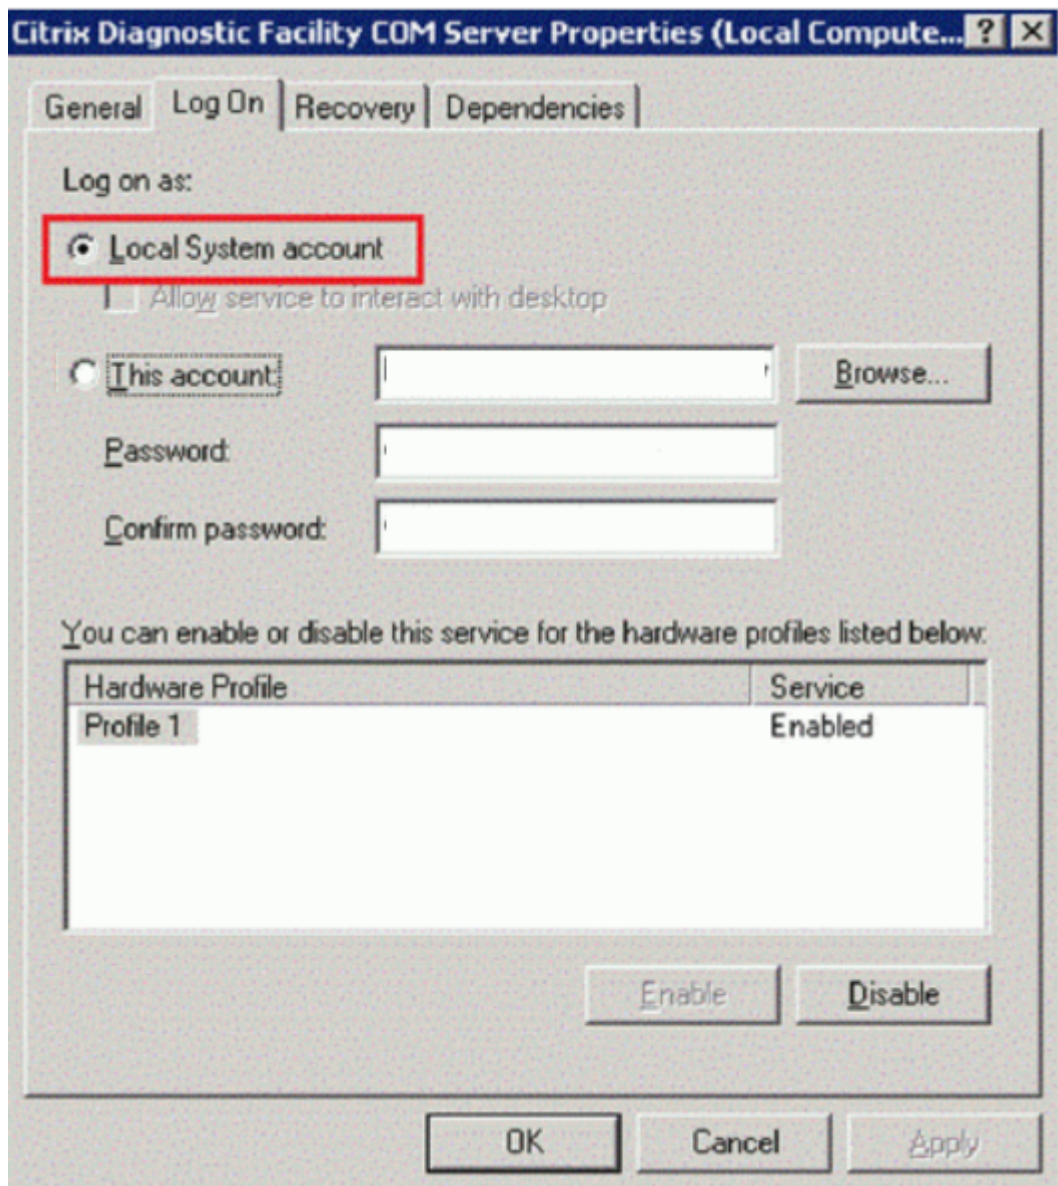 Citrix Diagnostic Facility COM Server Properties (Local Compute...
General Log On Recovery Dependencies
Log on as:
Local System account
Allow service to interact with desktop
This account: Browse...
Password:
Confirm password:
You can enable or disable this service for the hardware profiles listed below:
Hardware Profile Service
Profile 1 Enabled
Enable Disable
OK Cancel Apply